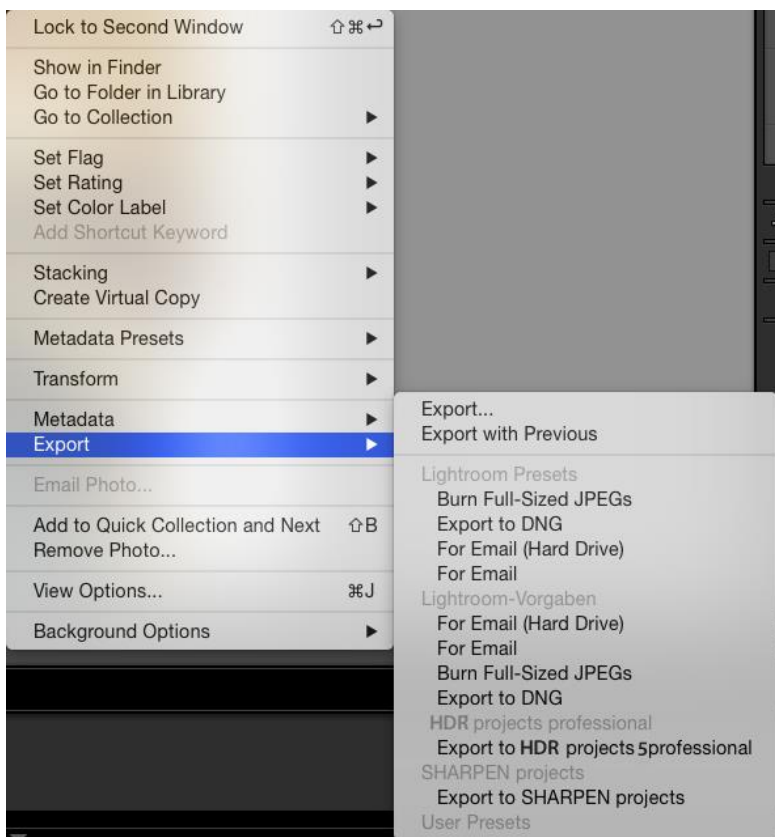 Lock to Second Window ⇧⌘↩
Show in Finder
Go to Folder in Library
Go to Collection ▶
Set Flag ▶
Set Rating ▶
Set Color Label ▶
Add Shortcut Keyword
Stacking ▶
Create Virtual Copy
Metadata Presets ▶
Transform ▶
Metadata ▶
Export ▶
Email Photo...
Add to Quick Collection and Next ⇧B
Remove Photo...
View Options... ⌘J
Background Options ▶
Export...
Export with Previous
Lightroom Presets
Burn Full-Sized JPEGs
Export to DNG
For Email (Hard Drive)
For Email
Lightroom-Vorgaben
For Email (Hard Drive)
For Email
Burn Full-Sized JPEGs
Export to DNG
HDR projects professional
Export to HDR projects 5professional
SHARPEN projects
Export to SHARPEN projects
User Presets